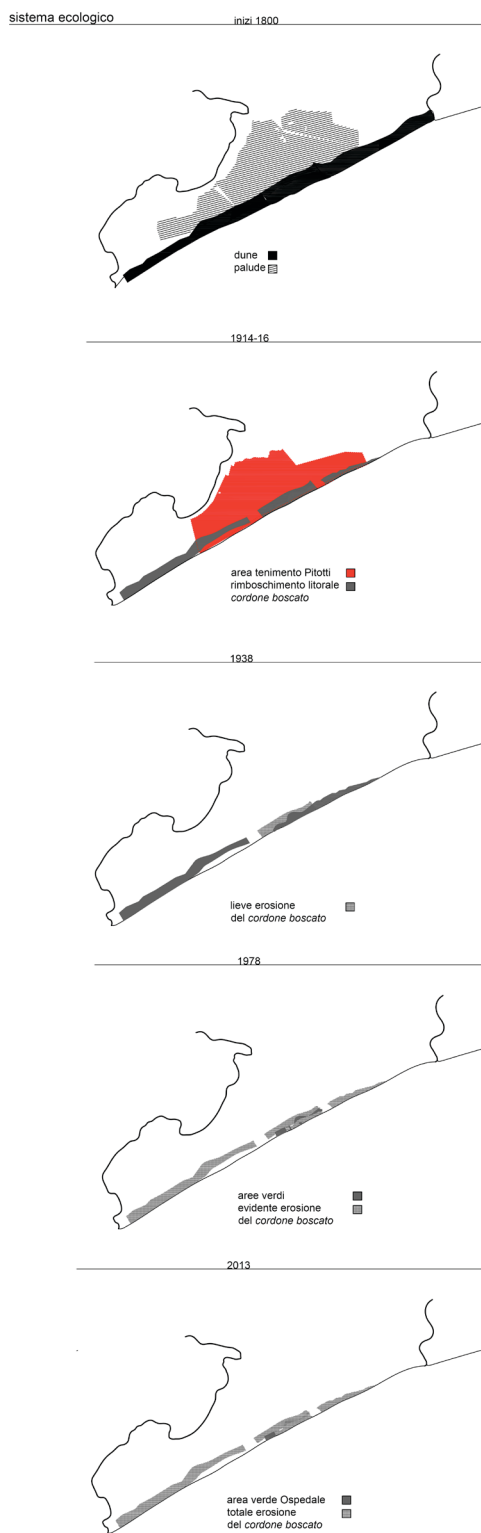 sistema ecologico
inizi 1800
dune
palude
1914-16
area tenimento Pitotti
rimboschimento litorale
cordone boscato
1938
lieve erosione
del cordone boscato
1978
aree verdi
evidente erosione
del cordone boscato
2013
area verde Ospedale
totale erosione
del cordone boscato